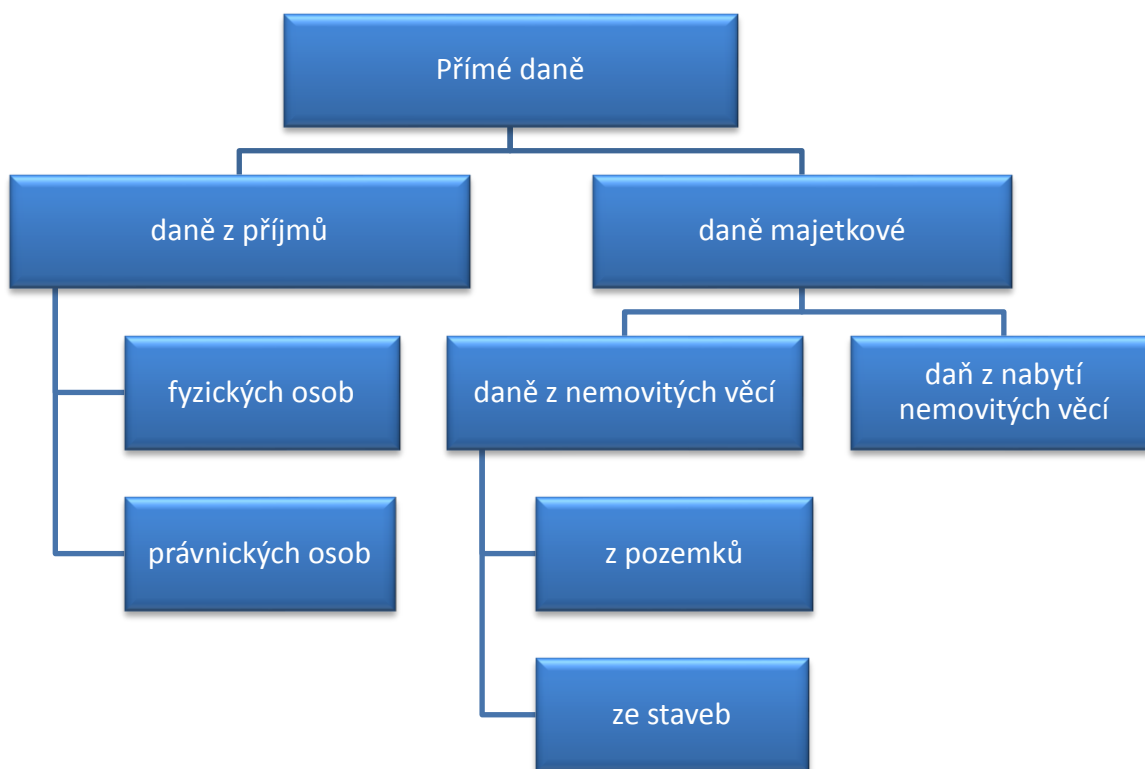 Přímé daně
daně z příjmů
daně majetkové
fyzických osob
daně z nemovitých věcí
daň z nabytí
nemovitých věcí
právnických osob
z pozemků
ze staveb